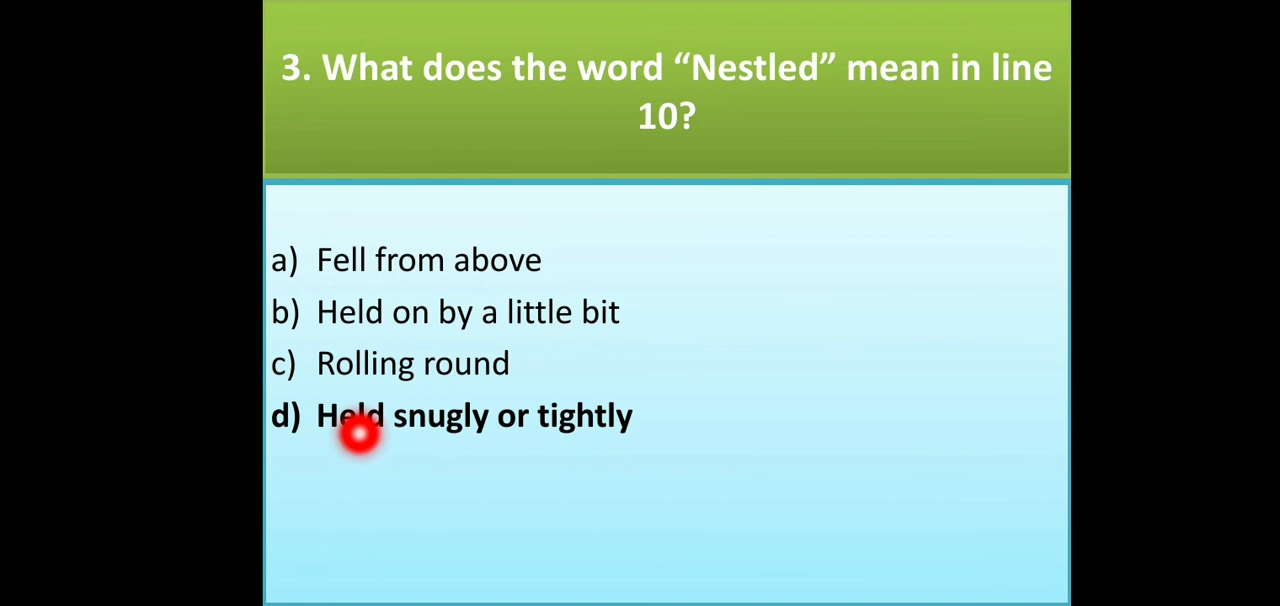 3. What does the word “Nestled” mean in line
10?
a) Fell from above
b) Held on by a little bit
c) Rolling round
d) Held snugly or tightly